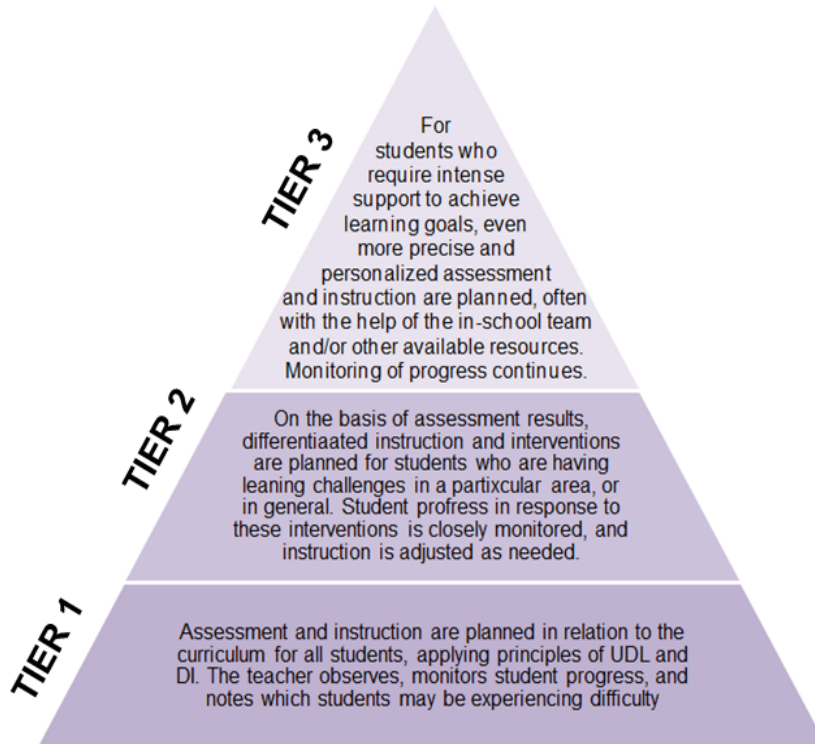 TIER 3
For
students who
require intense
support to achieve
learning goals, even
more precise and
personalized assessment
and instruction are planned, often
with the help of the in-school team
and/or other available resources.
Monitoring of progress continues.
TIER 2
On the basis of assessment results,
differentiaated instruction and interventions
are planned for students who are having
leaning challenges in a partixcular area, or
in general. Student profress in response to
these interventions is closely monitored, and
instruction is adjusted as needed.
TIER 1
Assessment and instruction are planned in relation to the
curriculum for all students, applying principles of UDL and
DI. The teacher observes, monitors student progress, and
notes which students may be experiencing difficulty